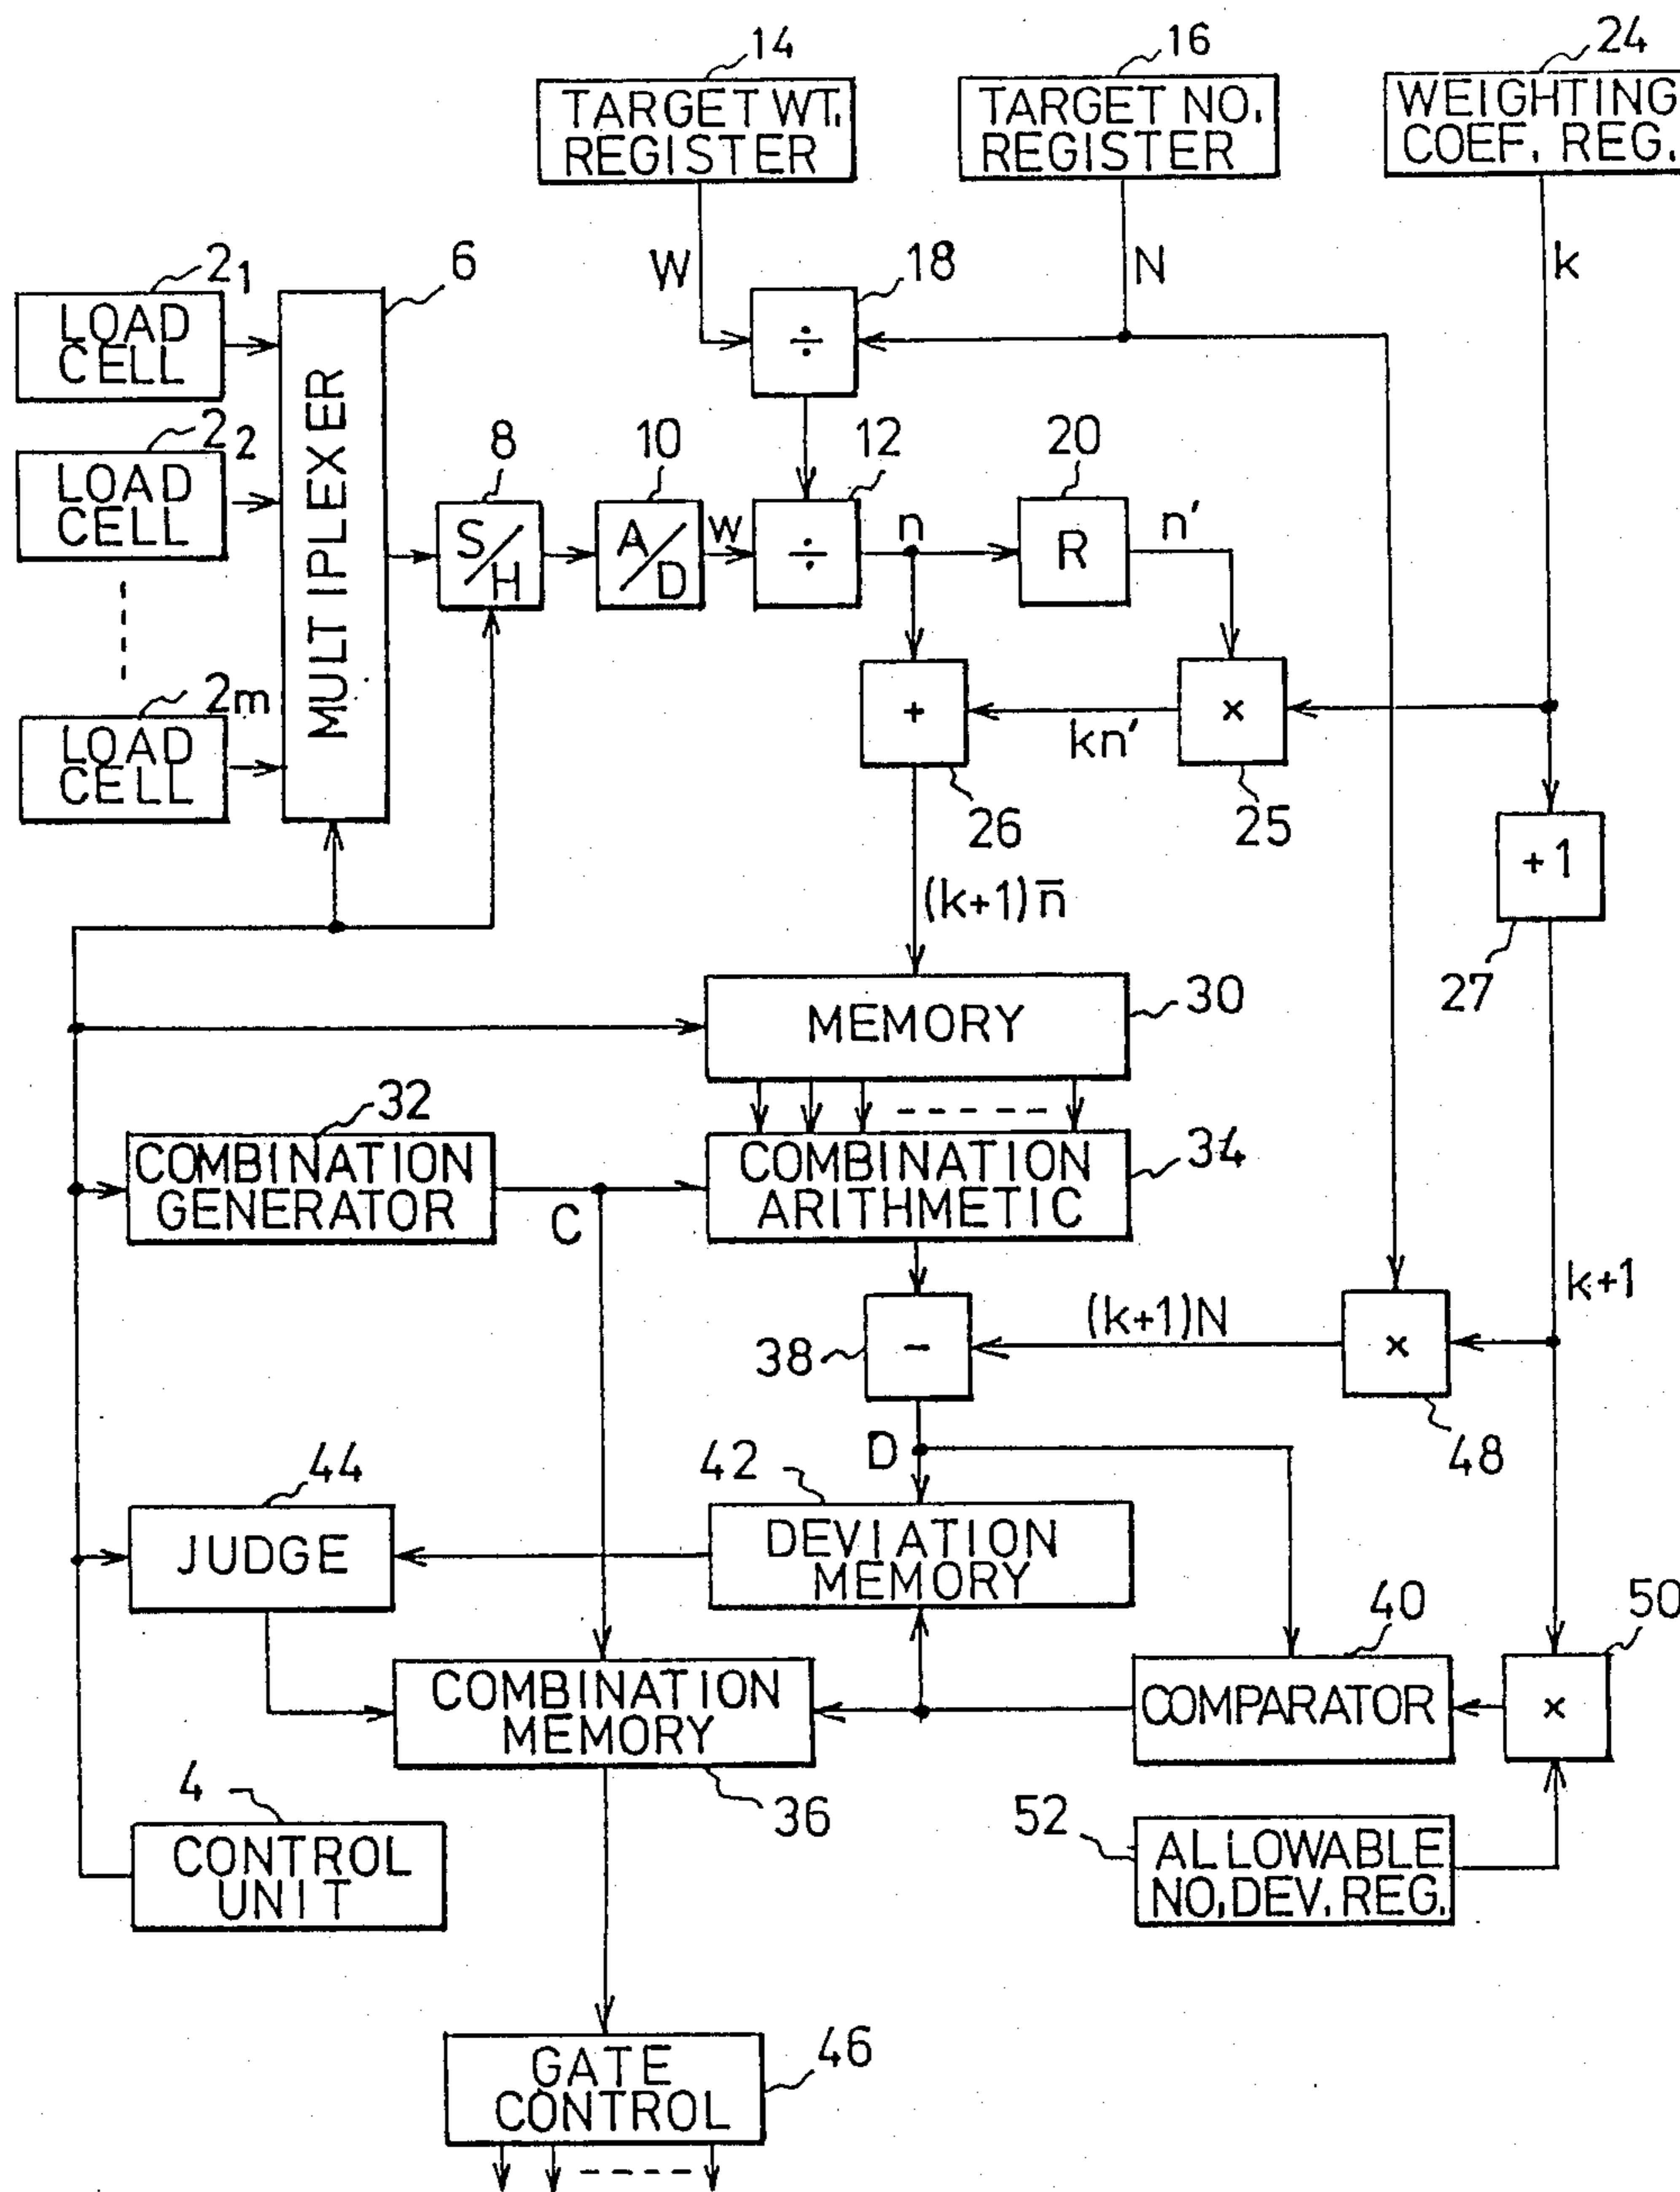 14
16
24
TARGET WT.
REGISTER
TARGET NO.
REGISTER
WEIGHTING
COEF. REG.
W
18
N
k
2₁
6
LOAD
CELL
÷
2₂
LOAD
CELL
MULTIPLEXER
8
10
12
20
S/H
A/D
w
÷
n
R
n'
2m
LOAD
CELL
+
kn'
×
26
25
+1
(k+1)n̅
27
MEMORY
30
32
COMBINATION
GENERATOR
C
COMBINATION
ARITHMETIC
34
k+1
38
-
(k+1)N
×
48
D
44
JUDGE
42
DEVIATION
MEMORY
40
50
COMBINATION
MEMORY
36
COMPARATOR
×
4
CONTROL
UNIT
52
ALLOWABLE
NO. DEV. REG.
GATE
CONTROL
46